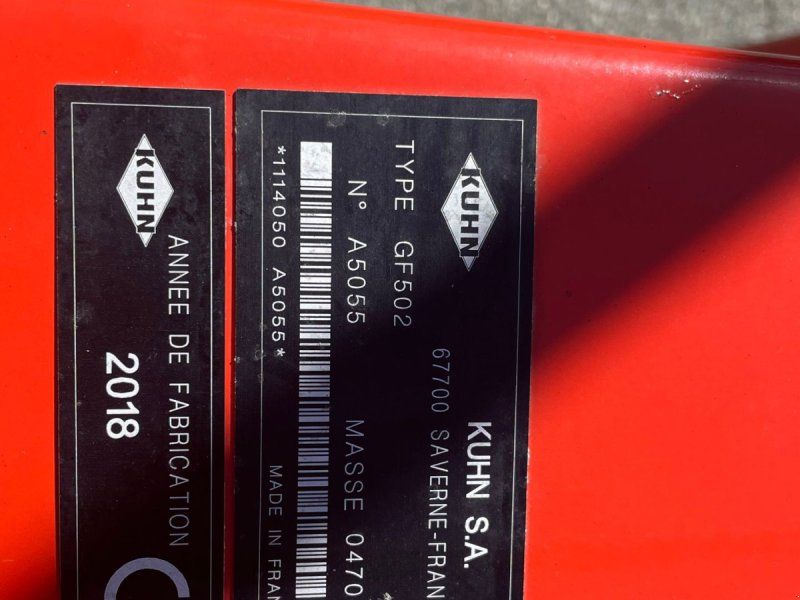 KUHN
KUHN S.A.
67700 SAVERNE-FRAN
TYPE GF502
N° A5055 MASSE 0470
*1114050 A5055*
MADE IN FRAN
KUHN
ANNEE DE FABRICATION
2018